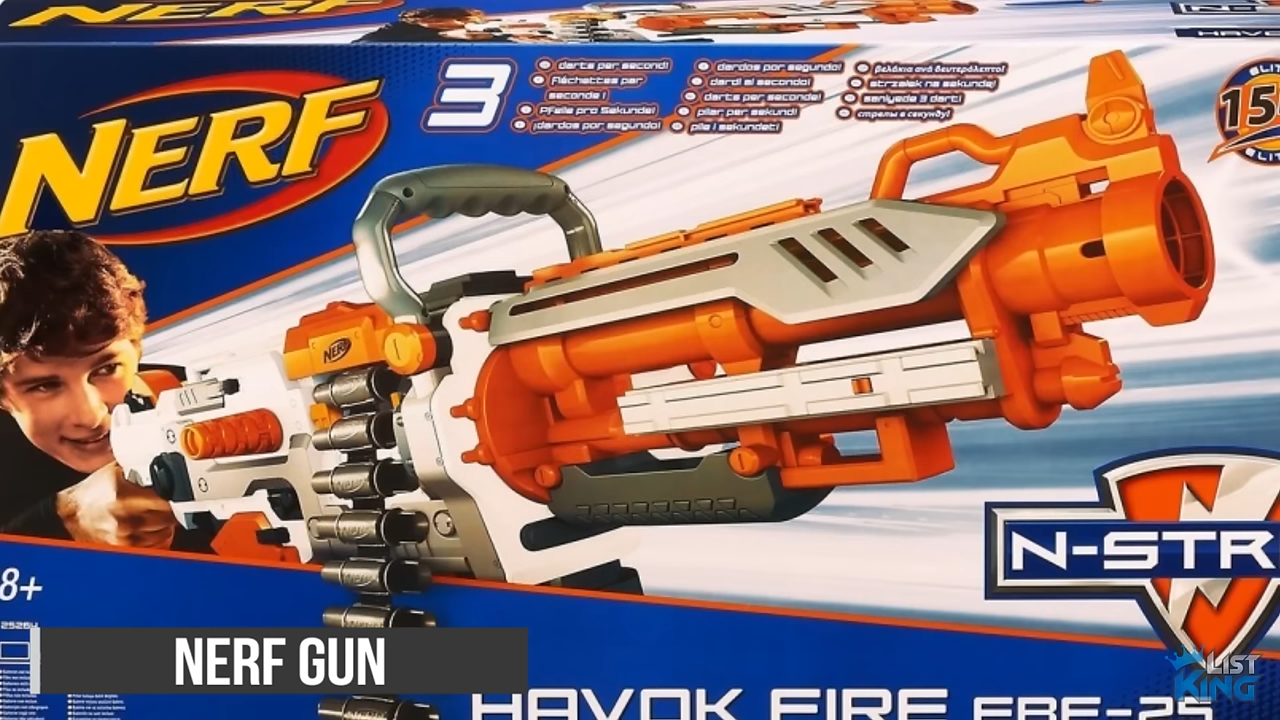 NERF
3
darts per second!
fléchettes par
seconde !
Pfeile pro Sekunde!
¡dardos por segundo!
dardos por segundo!
dardi al secondo!
darts per seconde!
pilar per sekund!
pile i sekundet!
βελάκια ανά δευτερόλεπτο!
strzałek na sekundę!
saniyede 3 dart!
стрелы в секунду!
15
NERF
N-STR
8+
NERF GUN
HAVOK FIRE EBF-25
LIST
KING